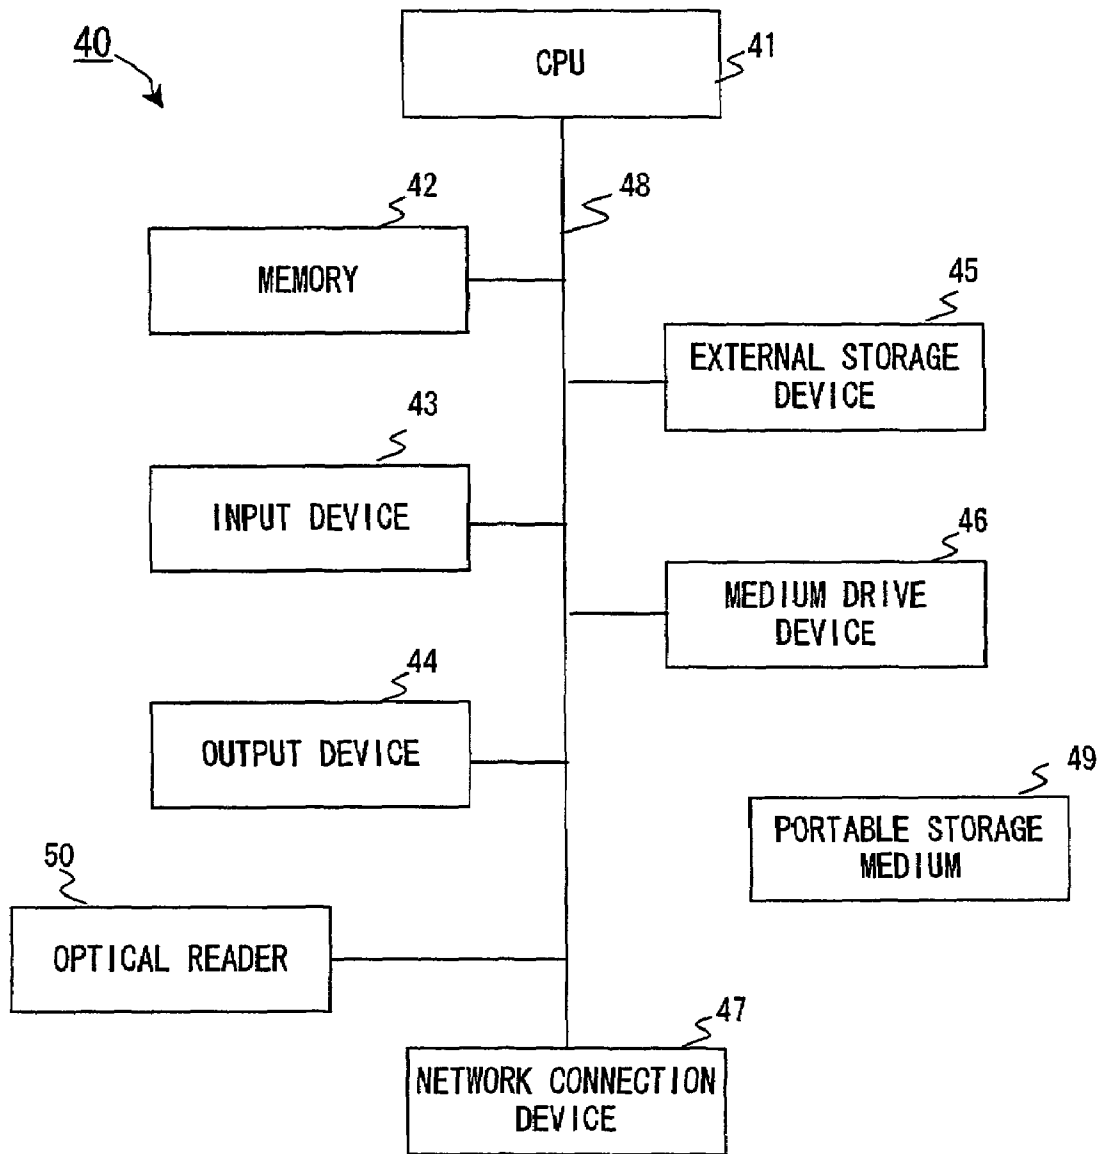 40
CPU
41
42
48
MEMORY
45
EXTERNAL STORAGE
DEVICE
43
INPUT DEVICE
46
MEDIUM DRIVE
DEVICE
44
OUTPUT DEVICE
49
PORTABLE STORAGE
MEDIUM
50
OPTICAL READER
47
NETWORK CONNECTION
DEVICE